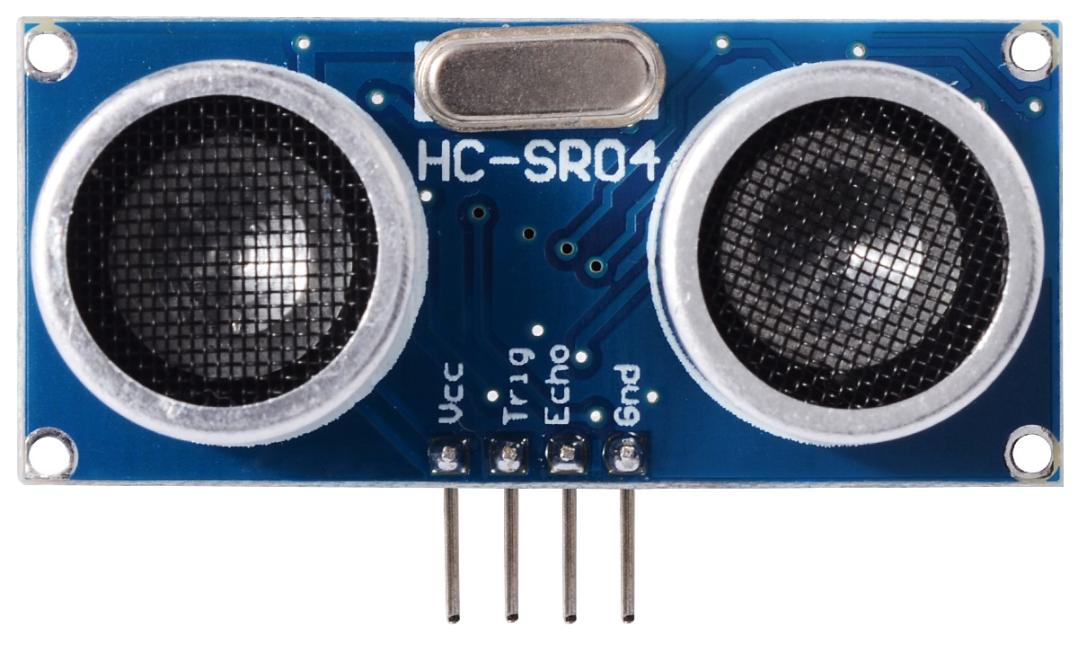 HC-SR04
Vcc
Trig
Echo
Gnd